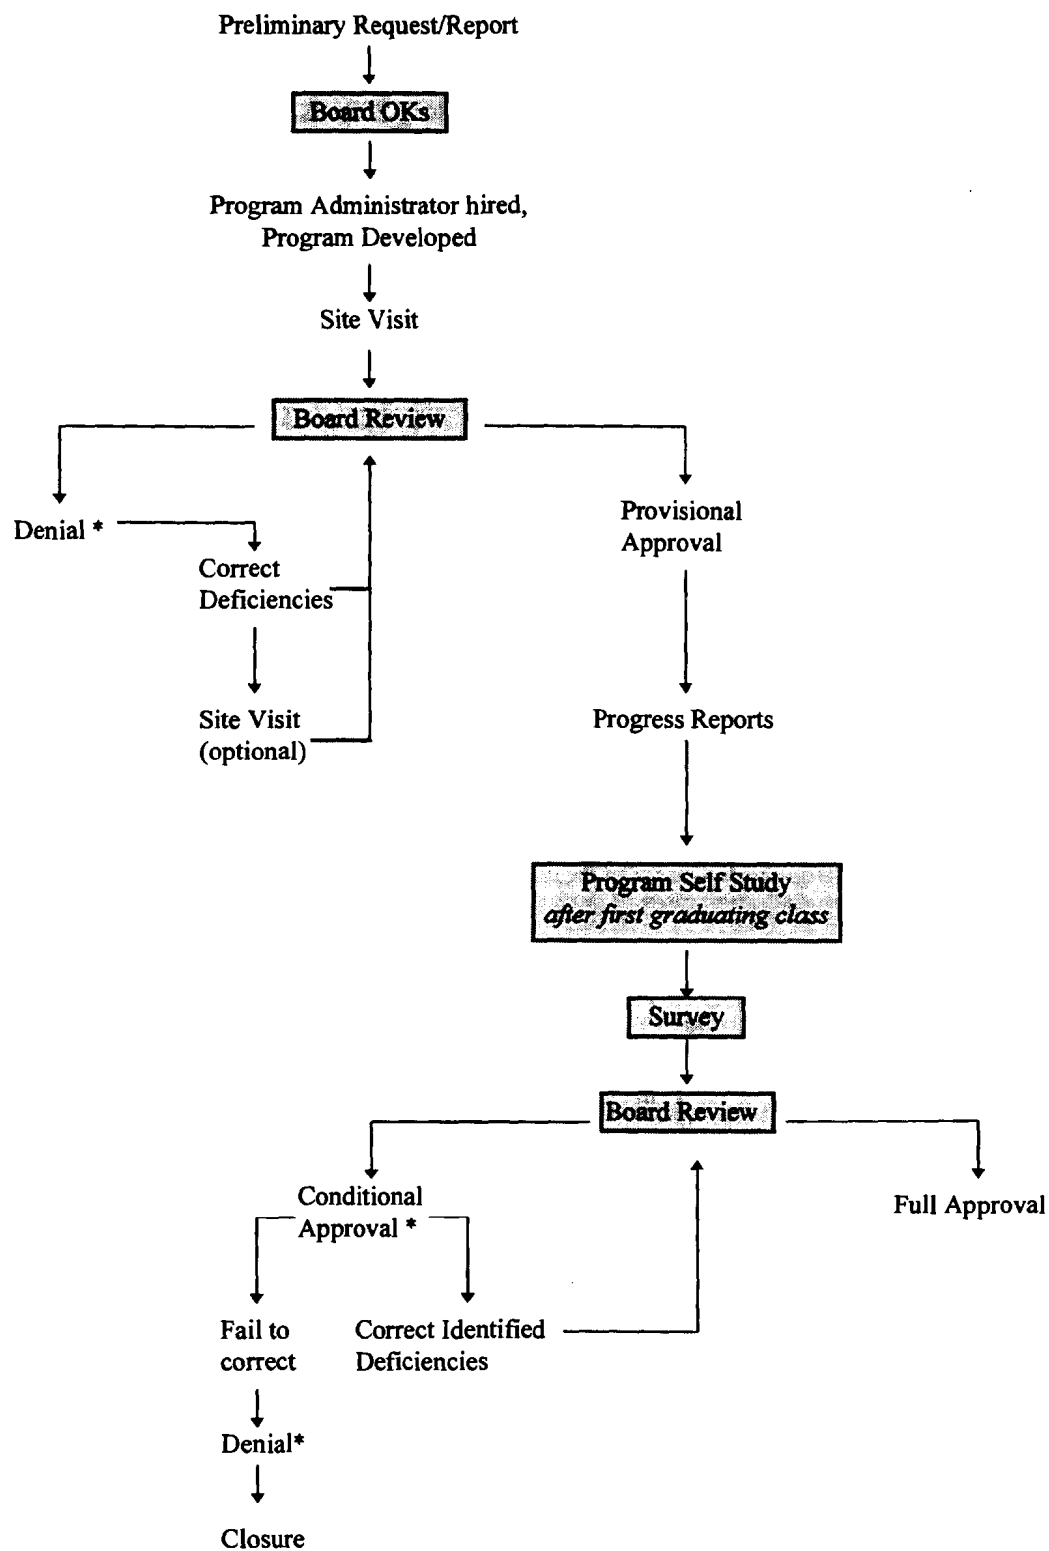 Preliminary Request/Report
Board OKs
Program Administrator hired,
Program Developed
Site Visit
Board Review
Denial *
Correct
Deficiencies
Site Visit
(optional)
Provisional
Approval
Progress Reports
Program Self Study
after first graduating class
Survey
Board Review
Conditional
Approval *
Full Approval
Fail to
correct
Correct Identified
Deficiencies
Denial*
Closure